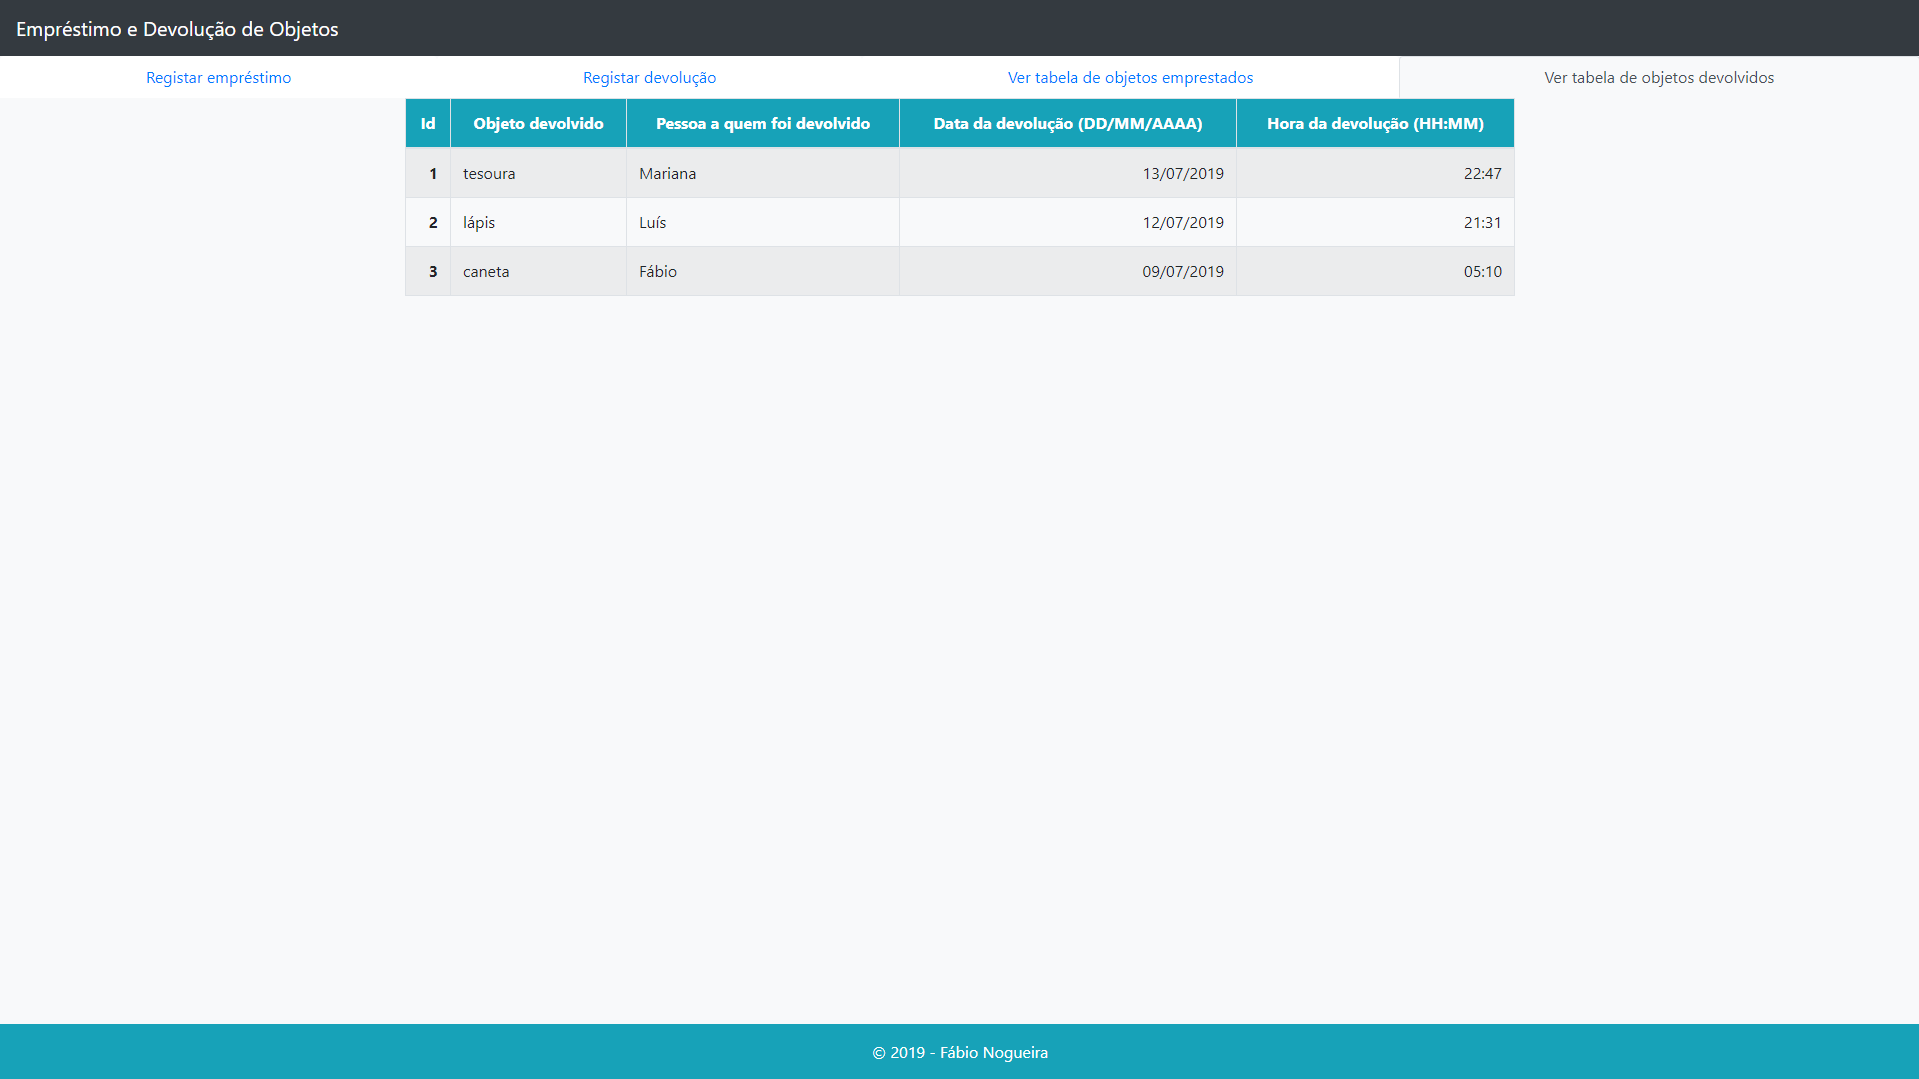 Empréstimo e Devolução de Objetos
Registar empréstimo Registar devolução Ver tabela de objetos emprestados Ver tabela de objetos devolvidos
Id Objeto devolvido Pessoa a quem foi devolvido Data da devolução (DD/MM/AAAA) Hora da devolução (HH:MM)
1 tesoura Mariana 13/07/2019 22:47
2 lápis Luís 12/07/2019 21:31
3 caneta Fábio 09/07/2019 05:10
© 2019 - Fábio Nogueira